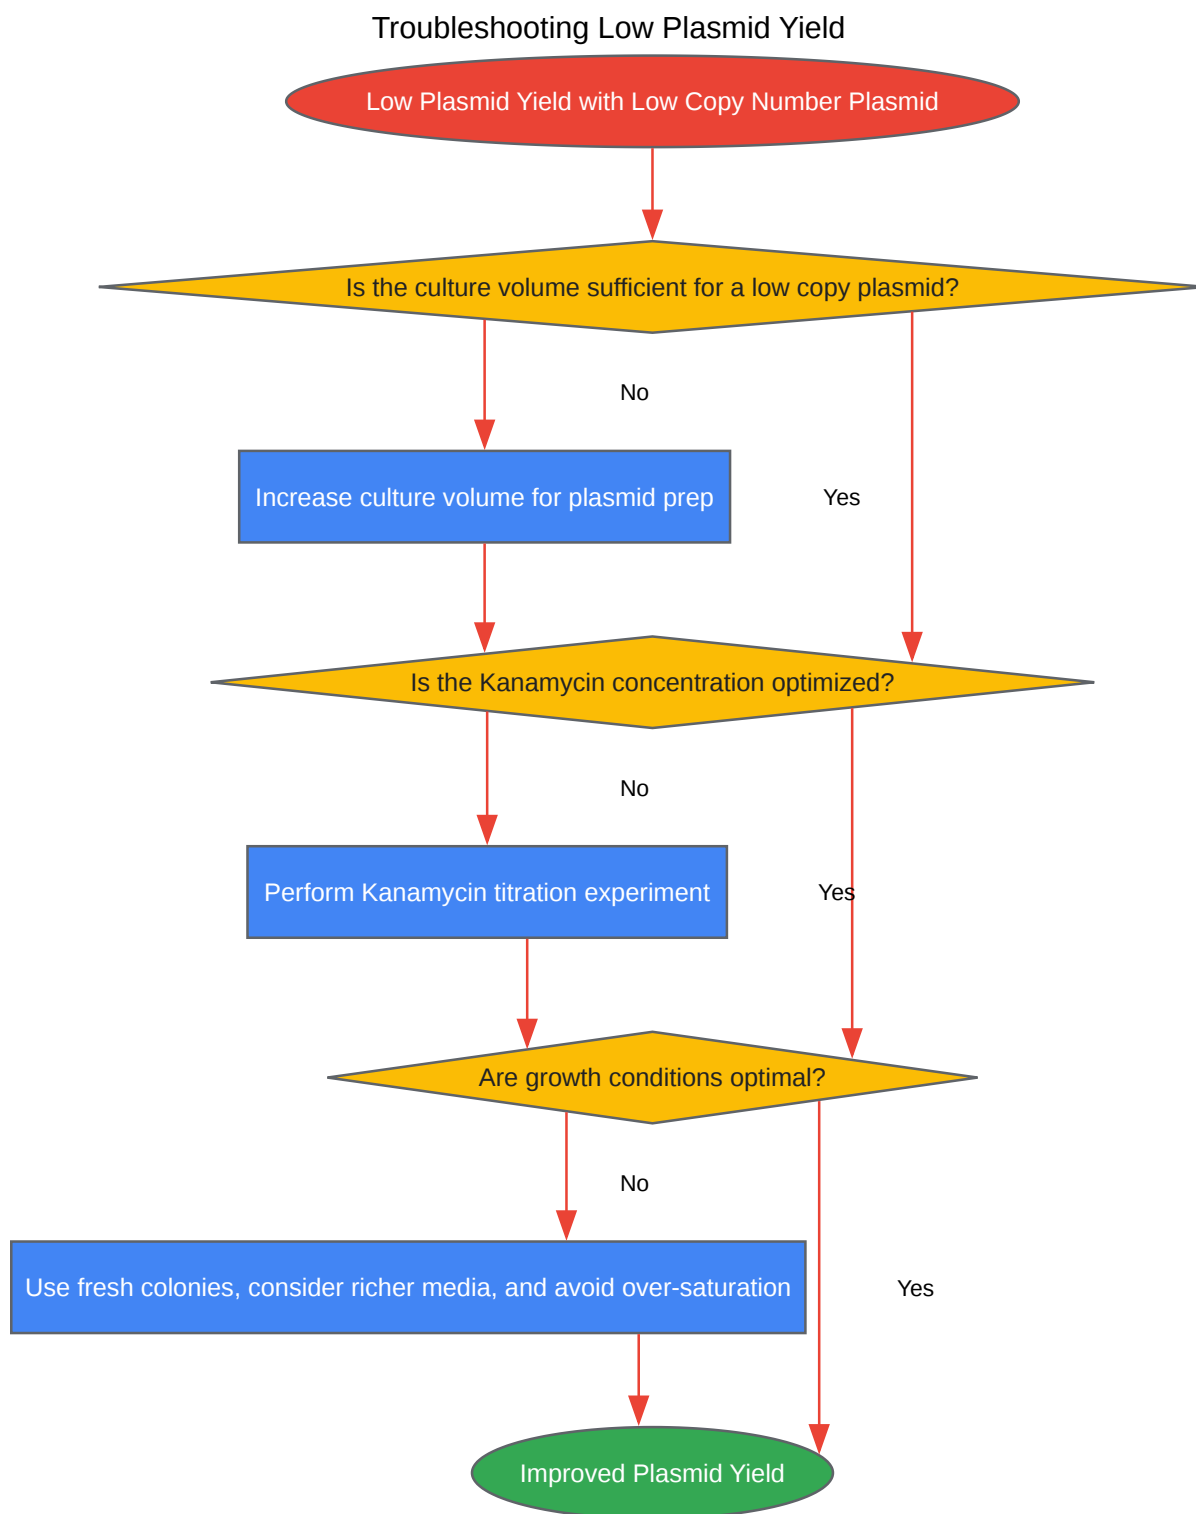 Troubleshooting Low Plasmid Yield
Low Plasmid Yield with Low Copy Number Plasmid
Is the culture volume sufficient for a low copy plasmid?
No
Increase culture volume for plasmid prep
Yes
Is the Kanamycin concentration optimized?
No
Perform Kanamycin titration experiment
Yes
Are growth conditions optimal?
No
Use fresh colonies, consider richer media, and avoid over-saturation
Yes
Improved Plasmid Yield